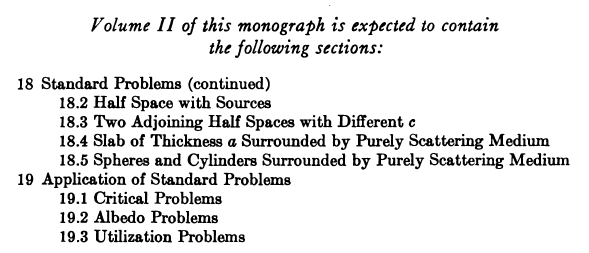 Volume II of this monograph is expected to contain
the following sections:
18 Standard Problems (continued)
18.2 Half Space with Sources
18.3 Two Adjoining Half Spaces with Different c
18.4 Slab of Thickness a Surrounded by Purely Scattering Medium
18.5 Spheres and Cylinders Surrounded by Purely Scattering Medium
19 Application of Standard Problems
19.1 Critical Problems
19.2 Albedo Problems
19.3 Utilization Problems